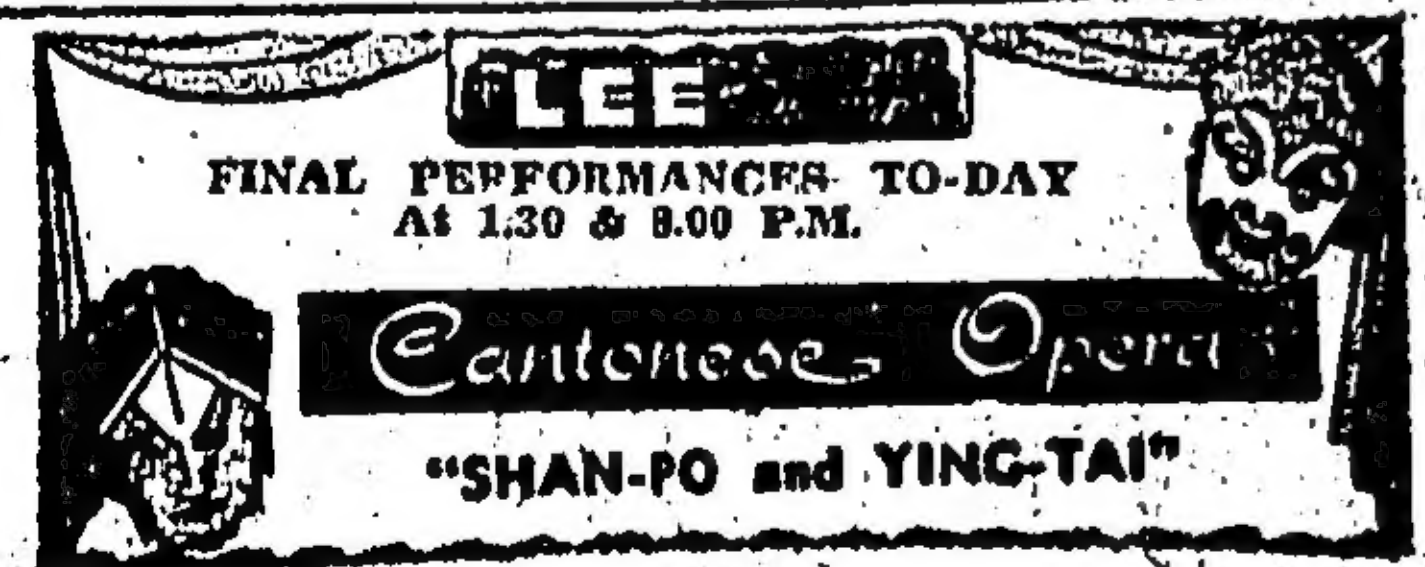 LEE
FINAL PERFORMANCES TO-DAY
At 1.30 & 8.00 P.M.
Cantonese Opera
"SHAN-PO and YING-TAI"